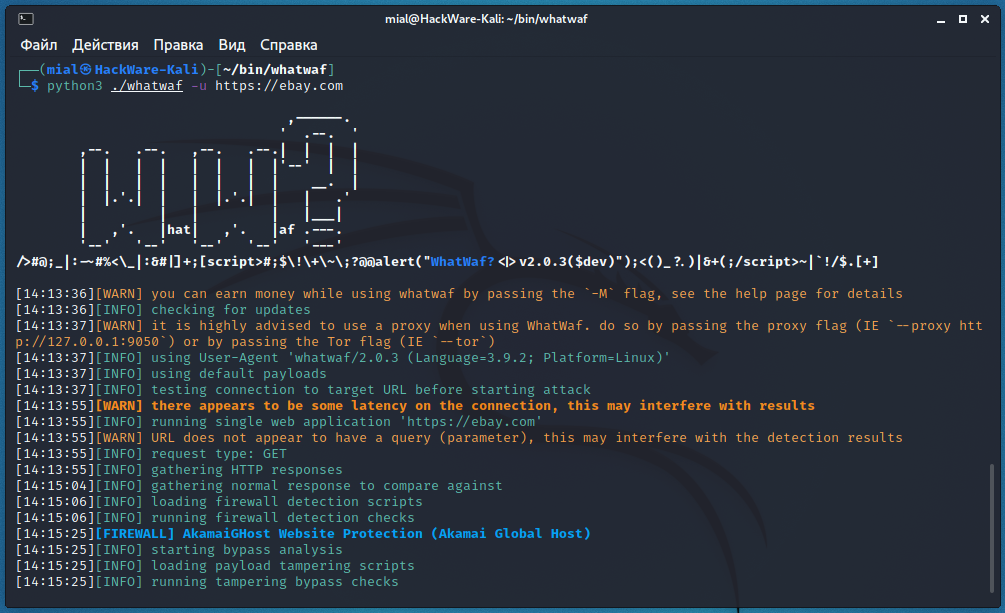 mial@HackWare-Kali: ~/bin/whatwaf
Файл Действия Правка Вид Справка
┌──(mial㉿HackWare-Kali)-[~/bin/whatwaf]
└─$ python3 ./whatwaf -u https://ebay.com
                                  ,------.
                                 '  .--.  '
        ,--.   .--.   ,--.   .--.|  |  |  |
        |  |   |  |   |  |   |  |'--'  |  |
        |  |   |  |   |  |   |  |    __.  |
        |  |.'.|  |   |  |.'.|  |   |   .'
        |         |   |         |   |___|
        |   ,'.   |hat|   ,'.   |af .---.
        '--'   '--'   '--'   '--'   '---'
/>#@;_|:~-#%<\_|:&#|]+;[script>#;$\!\+\~\;?@@alert("WhatWaf?<|>v2.0.3($dev)");<()_?.)|&+(;/script>~|`!/$.[+]
[14:13:36][WARN] you can earn money while using whatwaf by passing the `-M` flag, see the help page for details
[14:13:36][INFO] checking for updates
[14:13:37][WARN] it is highly advised to use a proxy when using WhatWaf. do so by passing the proxy flag (IE `--proxy htt
p://127.0.0.1:9050`) or by passing the Tor flag (IE `--tor`)
[14:13:37][INFO] using User-Agent 'whatwaf/2.0.3 (Language=3.9.2; Platform=Linux)'
[14:13:37][INFO] using default payloads
[14:13:37][INFO] testing connection to target URL before starting attack
[14:13:55][WARN] there appears to be some latency on the connection, this may interfere with results
[14:13:55][INFO] running single web application 'https://ebay.com'
[14:13:55][WARN] URL does not appear to have a query (parameter), this may interfere with the detection results
[14:13:55][INFO] request type: GET
[14:13:55][INFO] gathering HTTP responses
[14:15:04][INFO] gathering normal response to compare against
[14:15:06][INFO] loading firewall detection scripts
[14:15:06][INFO] running firewall detection checks
[14:15:25][FIREWALL] AkamaiGHost Website Protection (Akamai Global Host)
[14:15:25][INFO] starting bypass analysis
[14:15:25][INFO] loading payload tampering scripts
[14:15:25][INFO] running tampering bypass checks